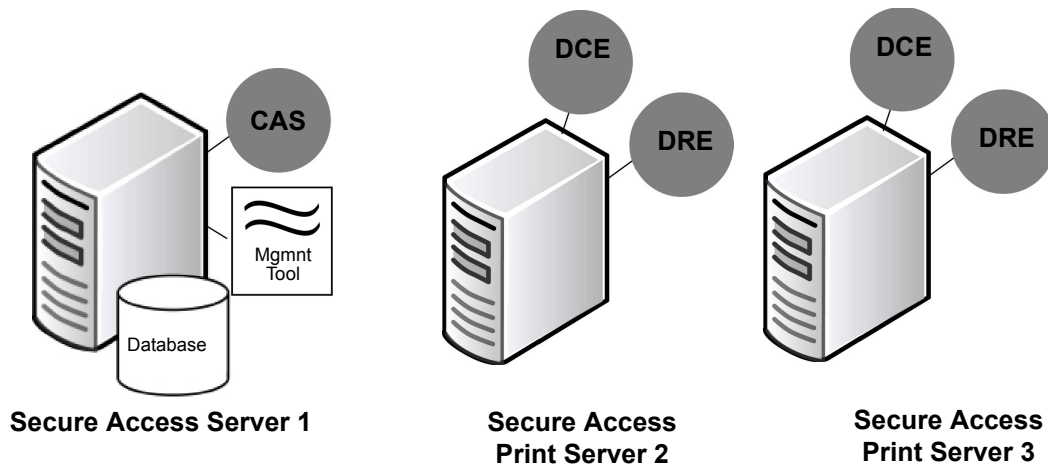 CAS
Mgmnt
Tool
Database
Secure Access Server 1
DCE
DRE
Secure Access
Print Server 2
DCE
DRE
Secure Access
Print Server 3